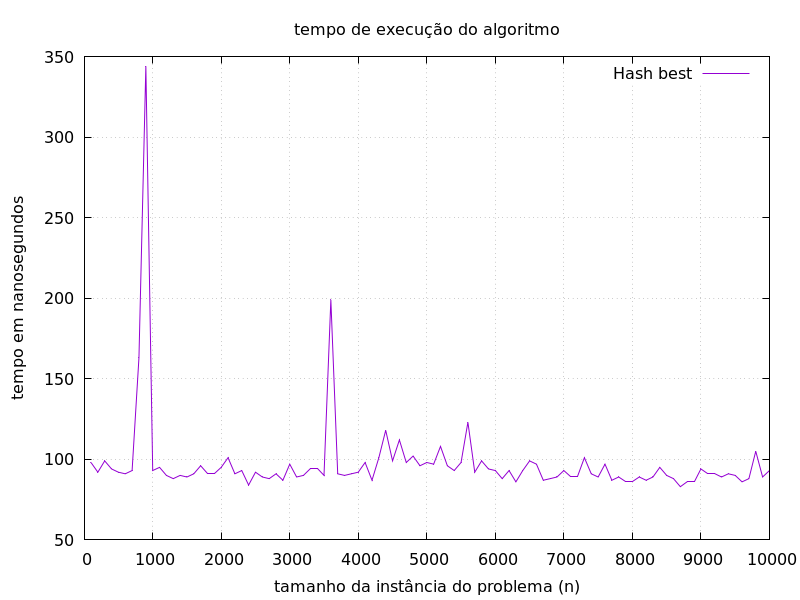 tempo de execução do algoritmo
350
Hash best
300
250
200
150
100
50
tempo em nanosegundos
0 1000 2000 3000 4000 5000 6000 7000 8000 9000 10000
tamanho da instância do problema (n)